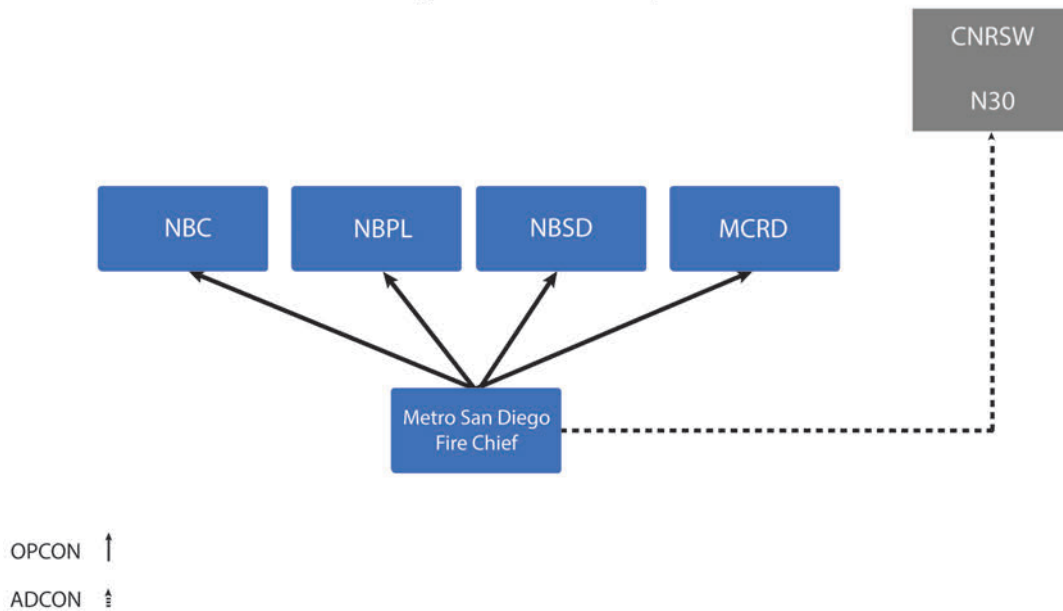 CNRSW
N30
NBC
NBPL
NBSD
MCRD
Metro San Diego
Fire Chief
OPCON
ADCON